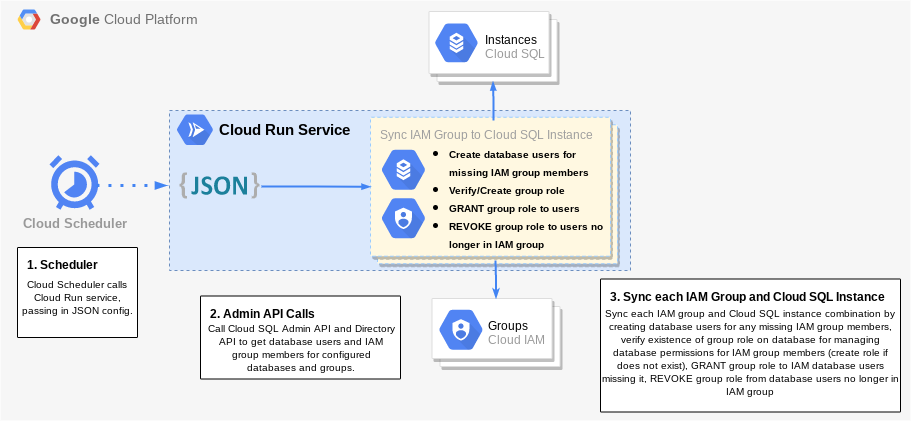 Google Cloud Platform
Instances
Cloud SQL
Cloud Run Service
Sync IAM Group to Cloud SQL Instance
Create database users for
missing IAM group members
Verify/Create group role
GRANT group role to users
REVOKE group role to users no
longer in IAM group
{JSON}
Cloud Scheduler
1. Scheduler
Cloud Scheduler calls
Cloud Run service,
passing in JSON config.
2. Admin API Calls
Call Cloud SQL Admin API and Directory
API to get database users and IAM
group members for configured
databases and groups.
Groups
Cloud IAM
3. Sync each IAM Group and Cloud SQL Instance
Sync each IAM group and Cloud SQL instance combination by
creating database users for any missing IAM group members,
verify existence of group role on database for managing
database permissions for IAM group members (create role if
does not exist), GRANT group role to IAM database users
missing it, REVOKE group role from database users no longer in
IAM group